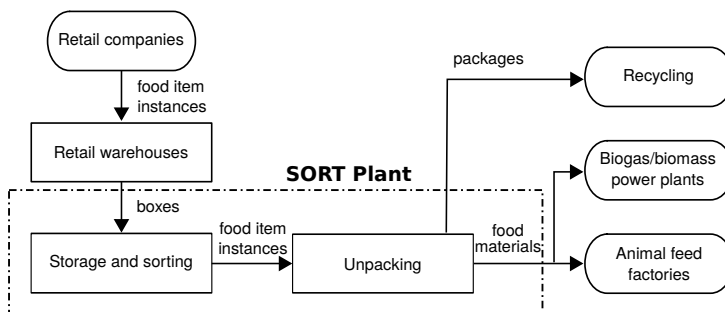 Retail companies
food item
instances
Retail warehouses
boxes
SORT Plant
Storage and sorting
food item
instances
Unpacking
packages
Recycling
food
materials
Biogas/biomass
power plants
Animal feed
factories